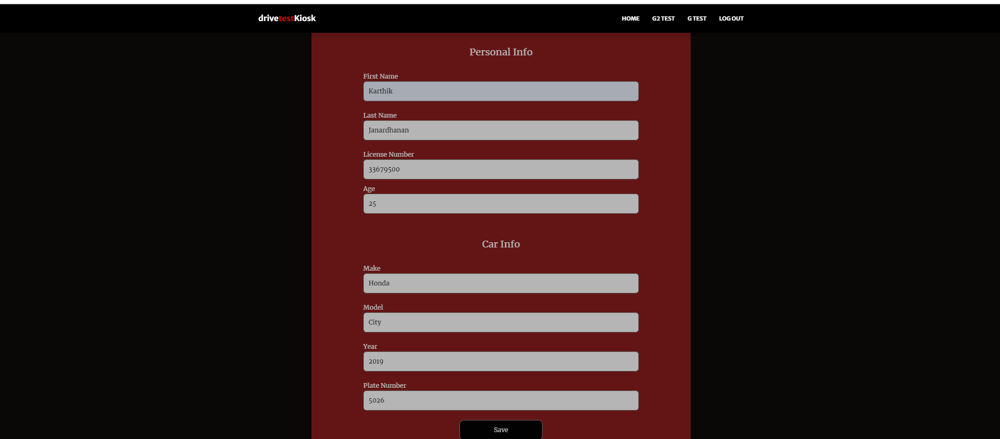 drivetestKiosk HOME G2 TEST G TEST LOG OUT
Personal Info
First Name
Karthik
Last Name
Janardhanan
License Number
33679500
Age
25
Car Info
Make
Honda
Model
City
Year
2019
Plate Number
5026
Save